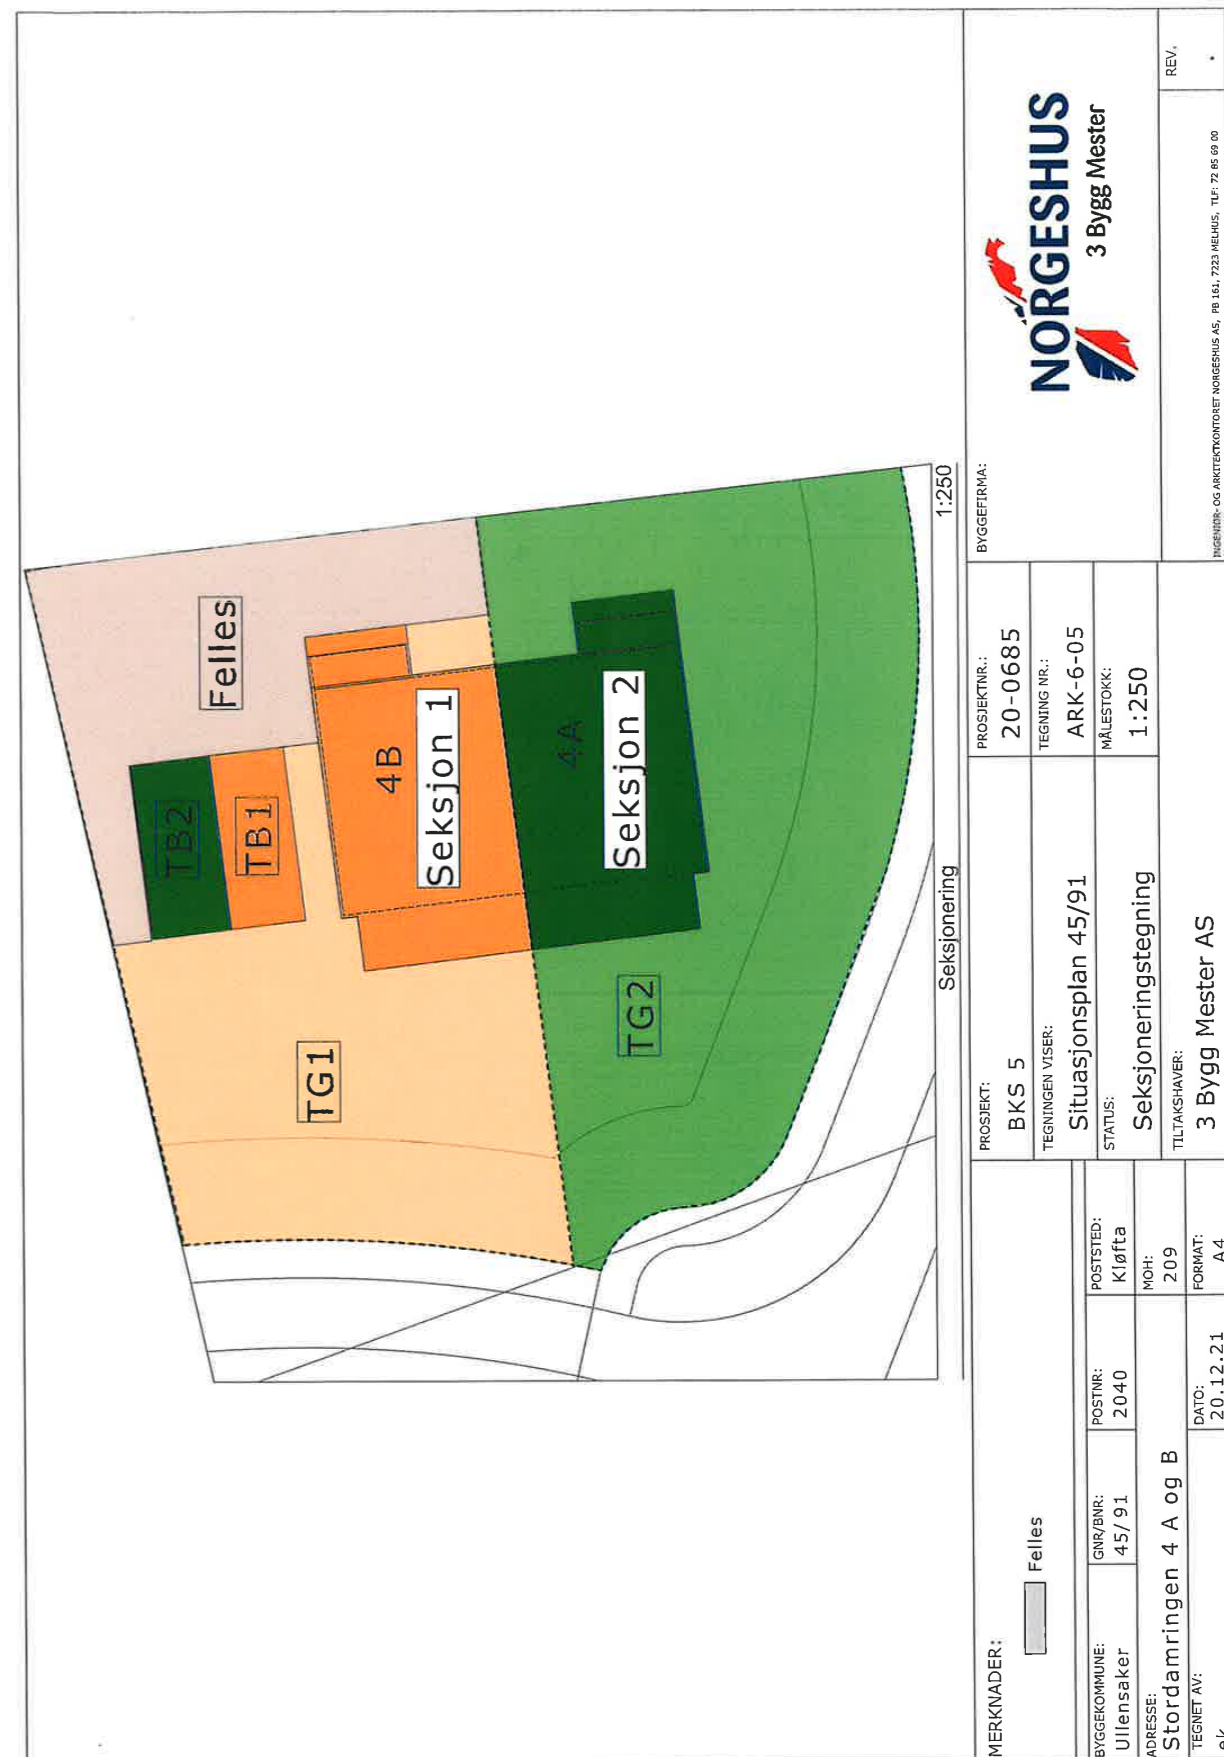 Felles
TB2
TB1
4B
Seksjon 1
4A
Seksjon 2
TG1
TG2
Seksjonering
1:250
MERKNADER:
Felles
BYGGEKOMMUNE:
Ullensaker
GNR/BNR:
45/91
POSTNR:
2040
POSTSTED:
Kløfta
ADRESSE:
Stordamringen 4 A og B
MOH:
209
TEGNET AV:
ek
DATO:
20.12.21
FORMAT:
A4
PROSJEKT:
BKS 5
PROSJEKTNR.:
20-0685
TEGNINGEN VISER:
Situasjonsplan 45/91
TEGNING NR.:
ARK-6-05
STATUS:
Seksjoneringstegning
MÅLESTOKK:
1:250
TILTAKSHAVER:
3 Bygg Mester AS
BYGGEFIRMA:
NORGESHUS
3 Bygg Mester
INGENIØR- OG ARKITEKTKONTORET NORGESHUS AS, PB 161, 7223 MELHUS, TLF: 72 85 69 00
REV.